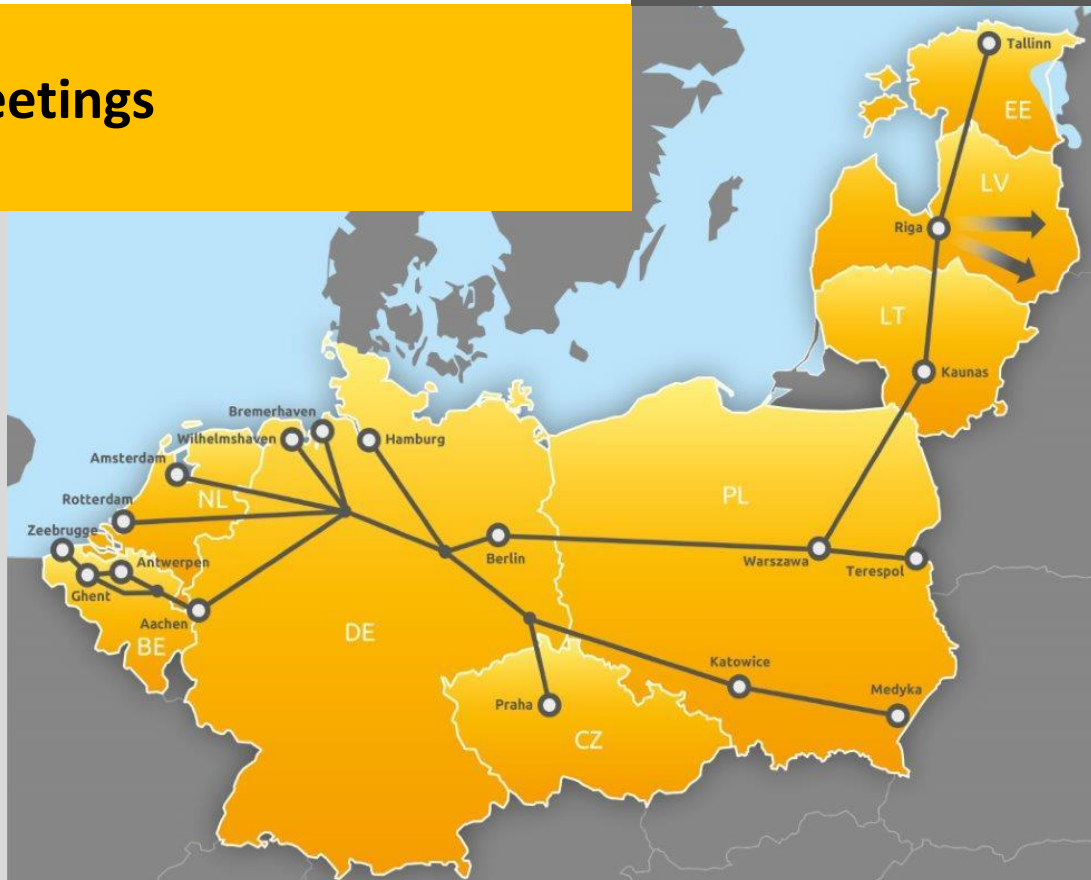 eetings
Tallinn
EE
LV
Riga
LT
Kaunas
Bremerhaven
Wilhelmshaven
Hamburg
Amsterdam
NL
PL
Rotterdam
Zeebrugge
Antwerpen
Berlin
Warszawa
Terespol
Ghent
Aachen
BE
DE
Katowice
Medyka
Praha
CZ